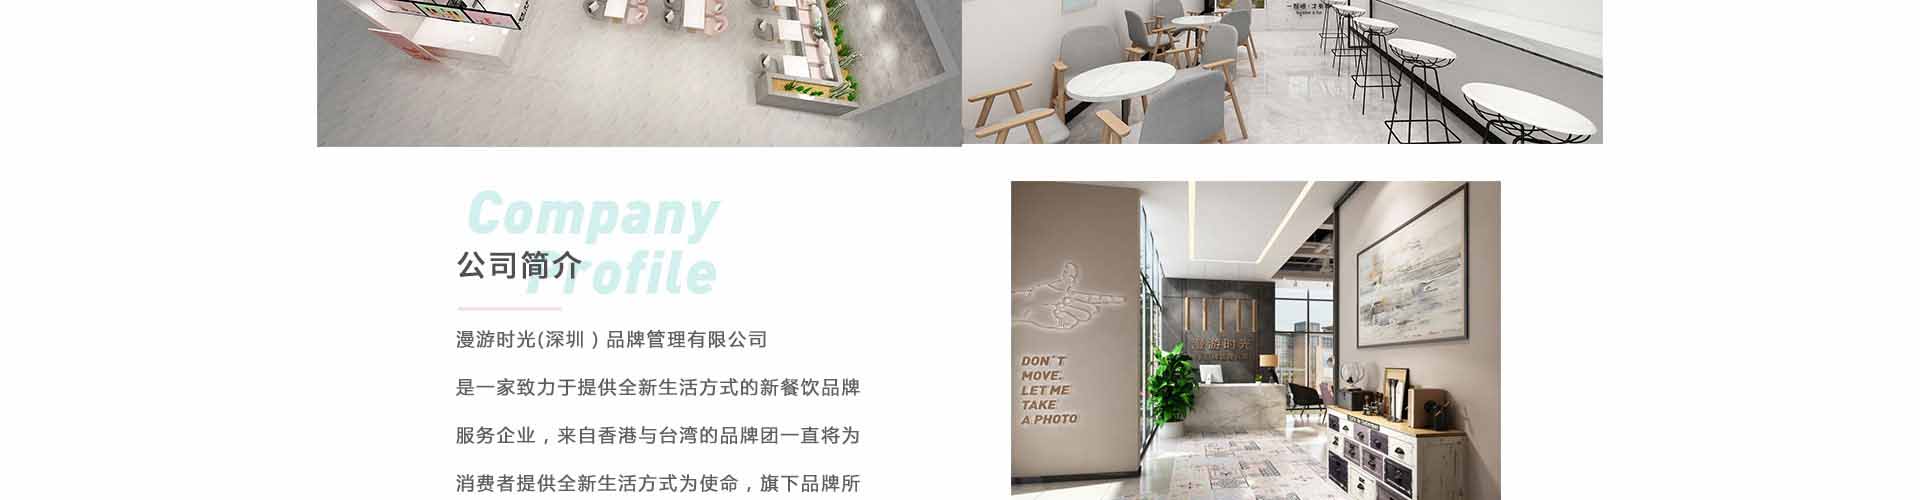 Company
Profile
公司简介
漫游时光(深圳）品牌管理有限公司
是一家致力于提供全新生活方式的新餐饮品牌
服务企业，来自香港与台湾的品牌团一直将为
消费者提供全新生活方式为使命，旗下品牌所
漫游时光
DON'T
MOVE.
LET ME
TAKE
A.PHOTO